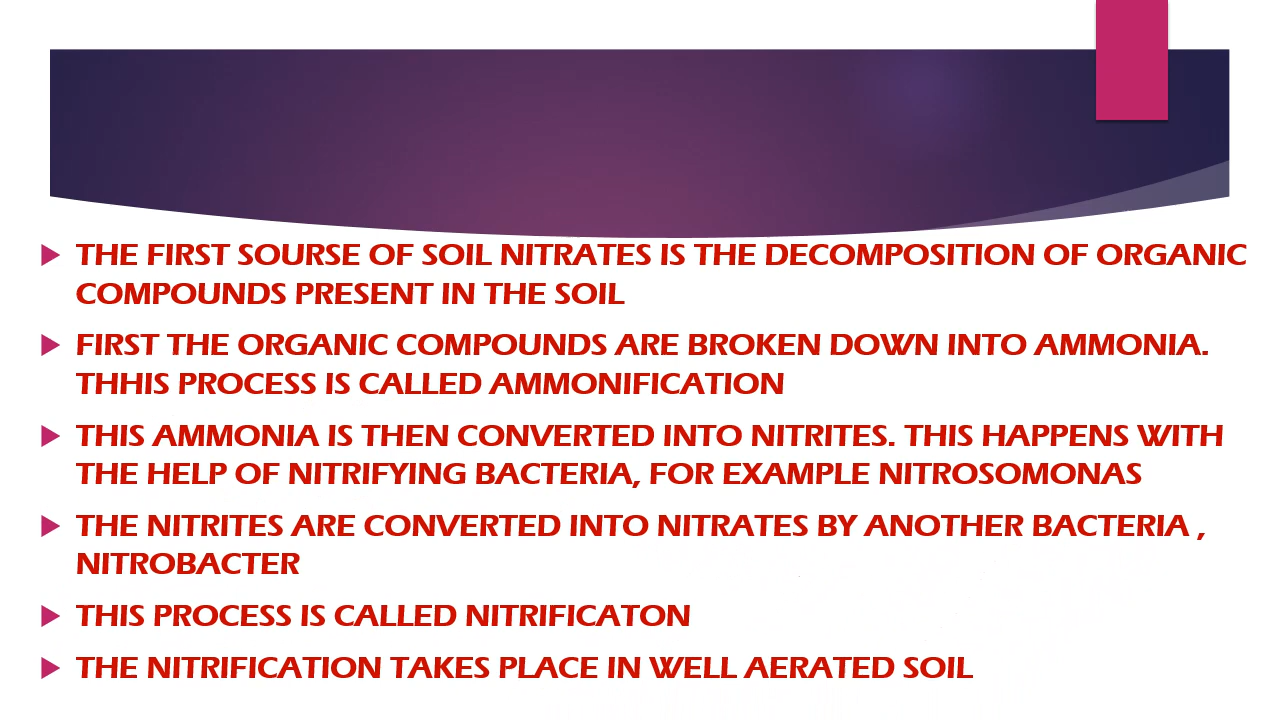 THE FIRST SOURSE OF SOIL NITRATES IS THE DECOMPOSITION OF ORGANIC
COMPOUNDS PRESENT IN THE SOIL
FIRST THE ORGANIC COMPOUNDS ARE BROKEN DOWN INTO AMMONIA.
THHIS PROCESS IS CALLED AMMONIFICATION
THIS AMMONIA IS THEN CONVERTED INTO NITRITES. THIS HAPPENS WITH
THE HELP OF NITRIFYING BACTERIA, FOR EXAMPLE NITROSOMONAS
THE NITRITES ARE CONVERTED INTO NITRATES BY ANOTHER BACTERIA ,
NITROBACTER
THIS PROCESS IS CALLED NITRIFICATON
THE NITRIFICATION TAKES PLACE IN WELL AERATED SOIL